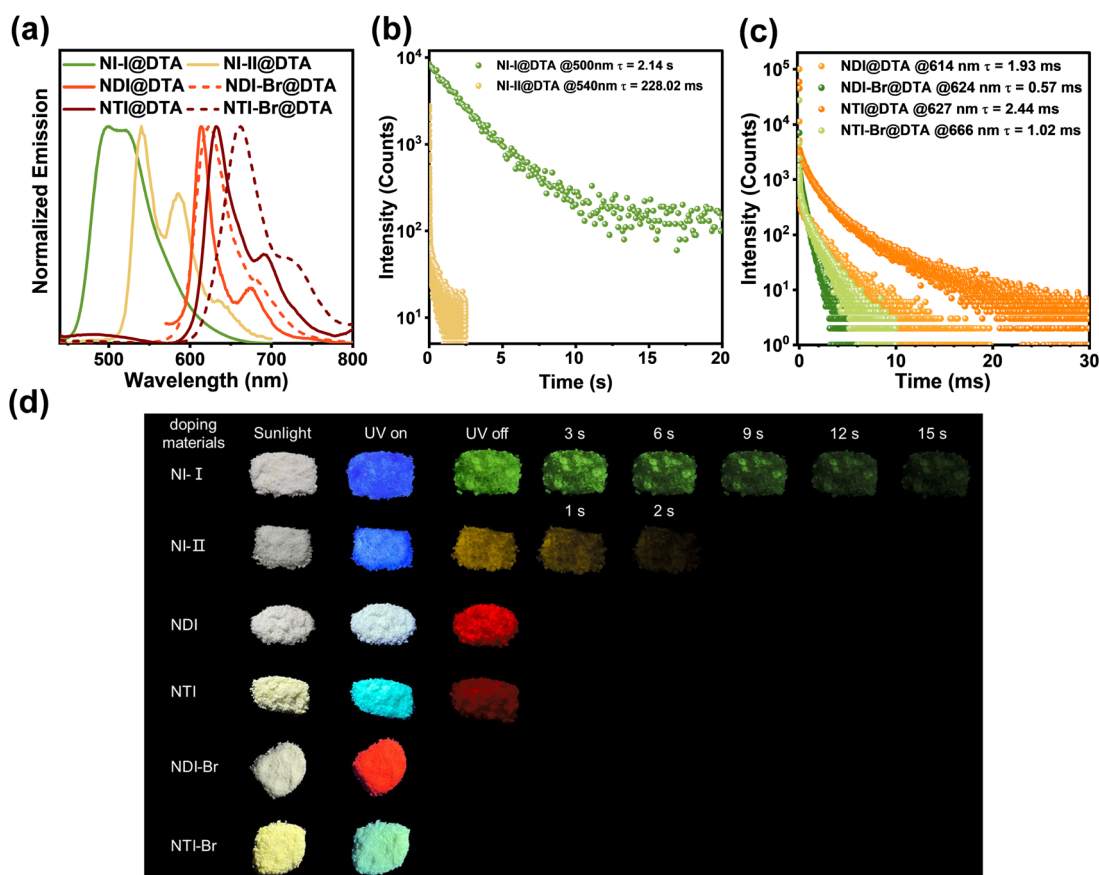 (a)
NI-I@DTA NI-II@DTA
NDI@DTA NDI-Br@DTA
NTI@DTA NTI-Br@DTA
Normalized Emission
500 600 700 800
Wavelength (nm)
(b)
NI-I@DTA @500nm τ = 2.14 s
NI-II@DTA @540nm τ = 228.02 ms
Intensity (Counts)
10⁴
10³
10²
10¹
0 5 10 15 20
Time (s)
(c)
NDI@DTA @614 nm τ = 1.93 ms
NDI-Br@DTA @624 nm τ = 0.57 ms
NTI@DTA @627 nm τ = 2.44 ms
NTI-Br@DTA @666 nm τ = 1.02 ms
Intensity (Counts)
10⁵
10⁴
10³
10²
10¹
10⁰
0 10 20 30
Time (ms)
(d)
doping
materials
Sunlight UV on UV off 3 s 6 s 9 s 12 s 15 s
NI-Ⅰ
1 s 2 s
NI-Ⅱ
NDI
NTI
NDI-Br
NTI-Br